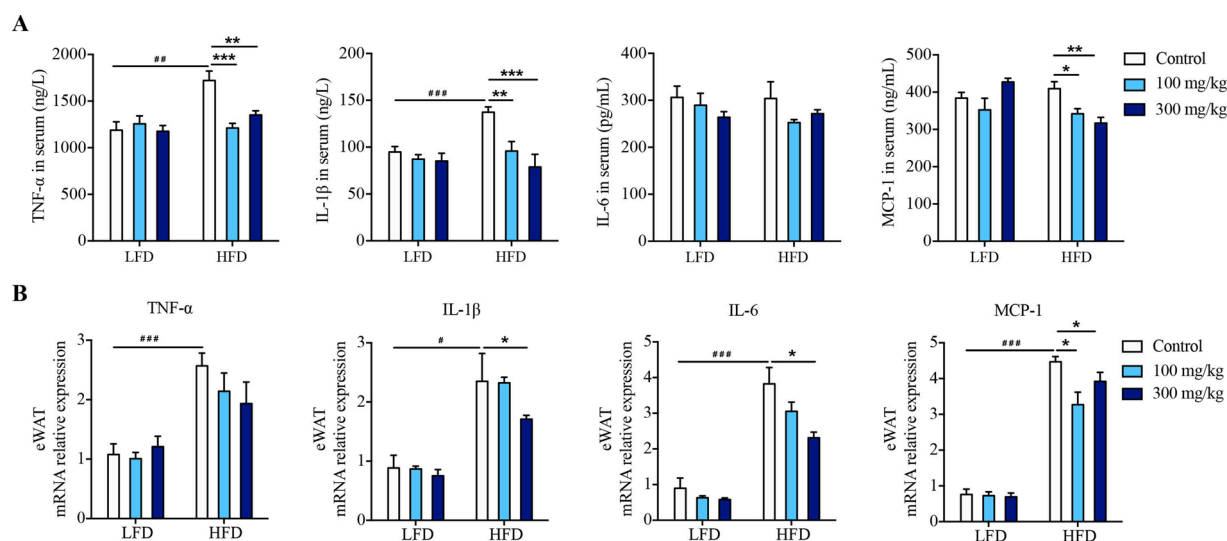 A
TNF-α in serum (ng/L)
2000
1500
1000
500
0
##
**
***
LFD
HFD
IL-1β in serum (ng/L)
200
150
100
50
0
###
***
**
LFD
HFD
IL-6 in serum (pg/mL)
400
300
200
100
0
LFD
HFD
MCP-1 in serum (ng/mL)
600
400
200
0
**
*
LFD
HFD
Control
100 mg/kg
300 mg/kg
B
TNF-α
eWAT
mRNA relative expression
3
2
1
0
###
LFD
HFD
IL-1β
eWAT
mRNA relative expression
3
2
1
0
#
*
LFD
HFD
IL-6
eWAT
mRNA relative expression
5
4
3
2
1
0
###
*
LFD
HFD
MCP-1
eWAT
mRNA relative expression
5
4
3
2
1
0
###
*
*
LFD
HFD
Control
100 mg/kg
300 mg/kg